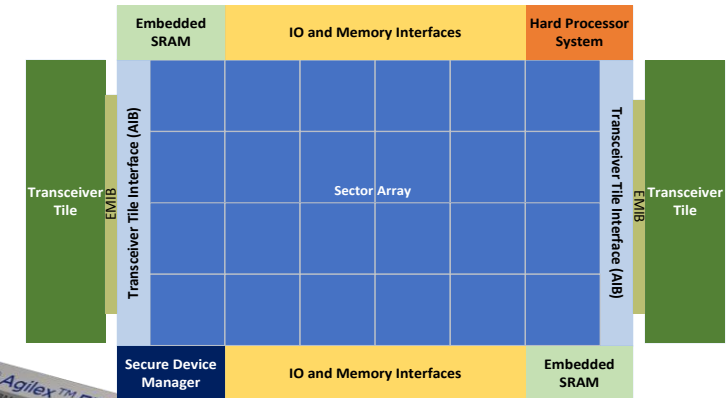 Embedded
SRAM
IO and Memory Interfaces
Hard Processor
System
Transceiver
Tile
EMIB
Transceiver Tile Interface (AIB)
Sector Array
Transceiver Tile Interface (AIB)
EMIB
Transceiver
Tile
Secure Device
Manager
IO and Memory Interfaces
Embedded
SRAM
Agilex™